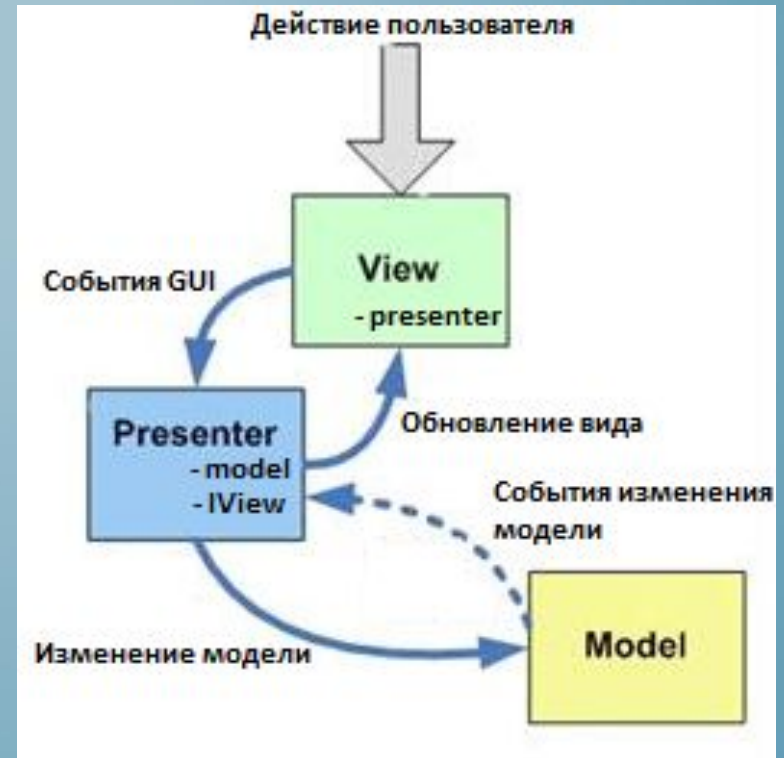 Действие пользователя
View
- presenter
События GUI
Presenter
- model
- IView
Обновление вида
События изменения
модели
Изменение модели
Model